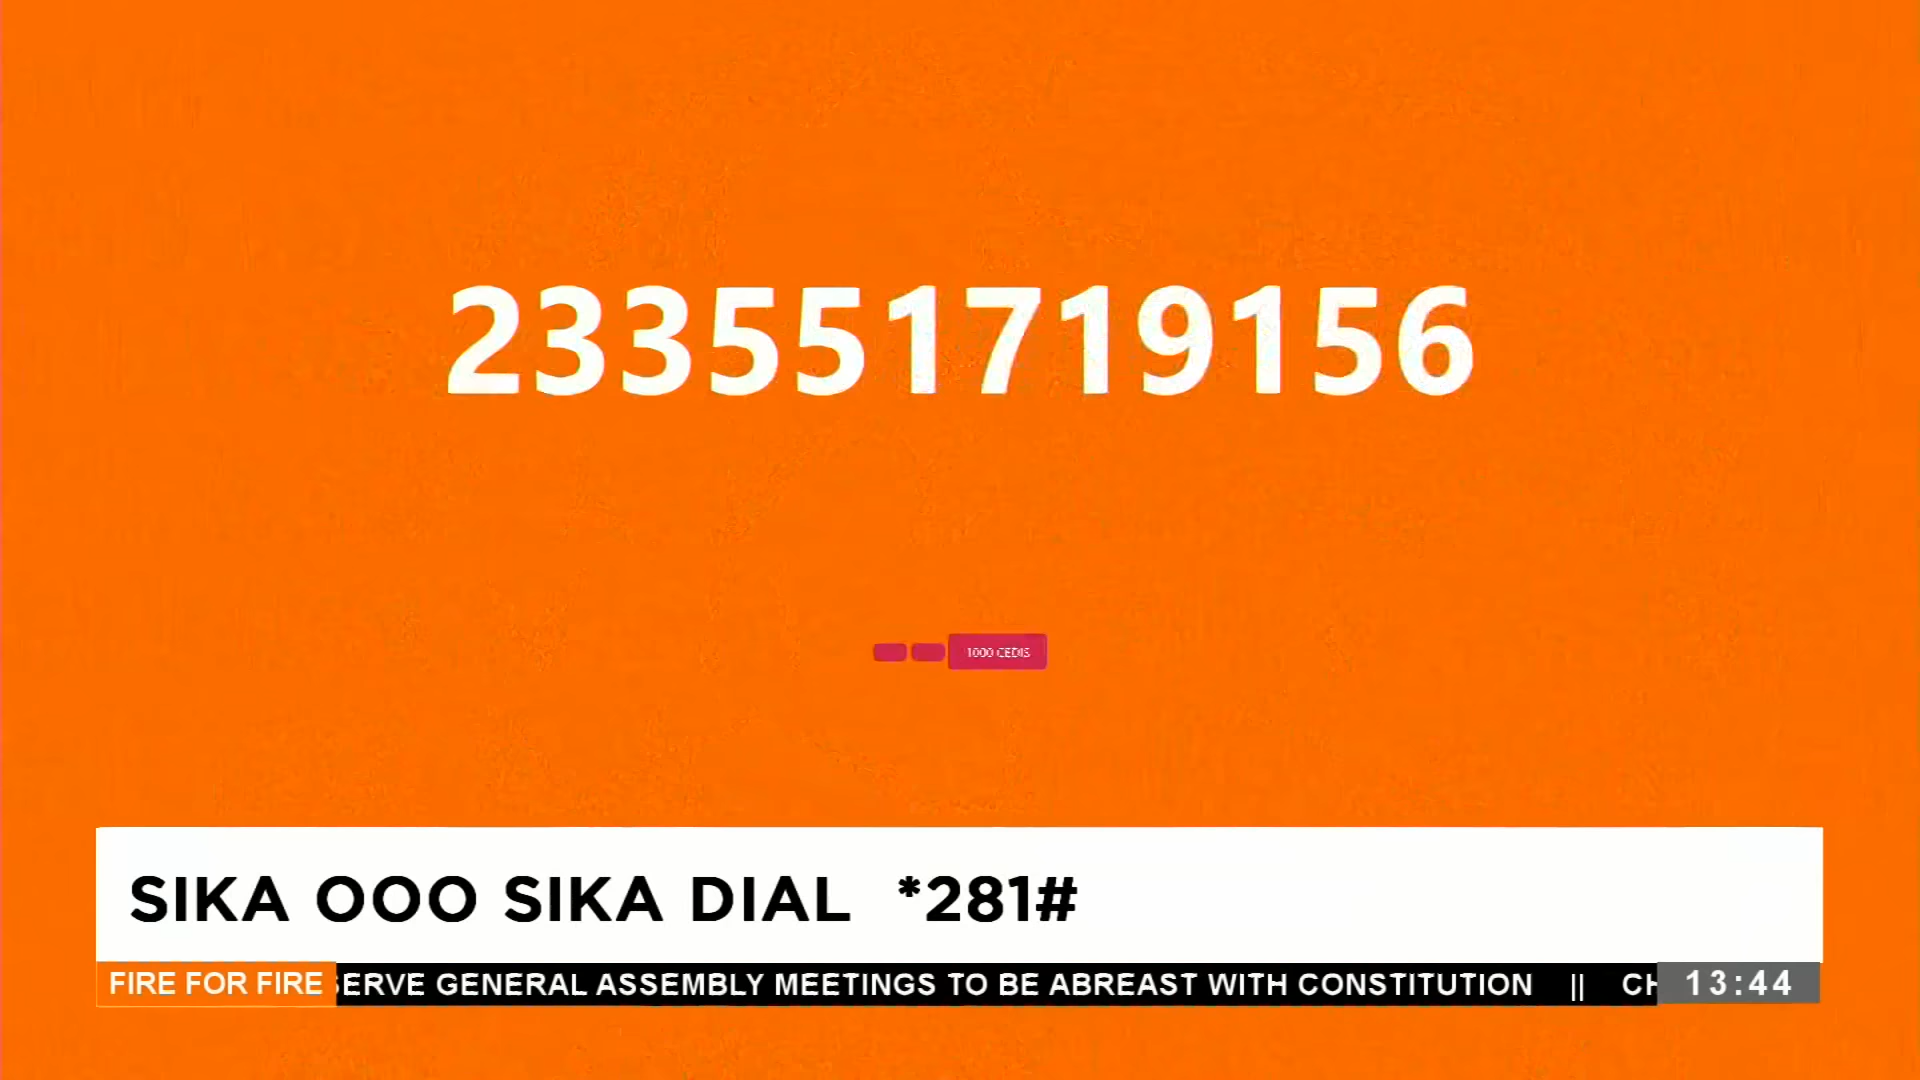 233551719156
1000 CEDIS
SIKA OOO SIKA DIAL *281#
FIRE FOR FIRE
ERVE GENERAL ASSEMBLY MEETINGS TO BE ABREAST WITH CONSTITUTION || CH
13:44